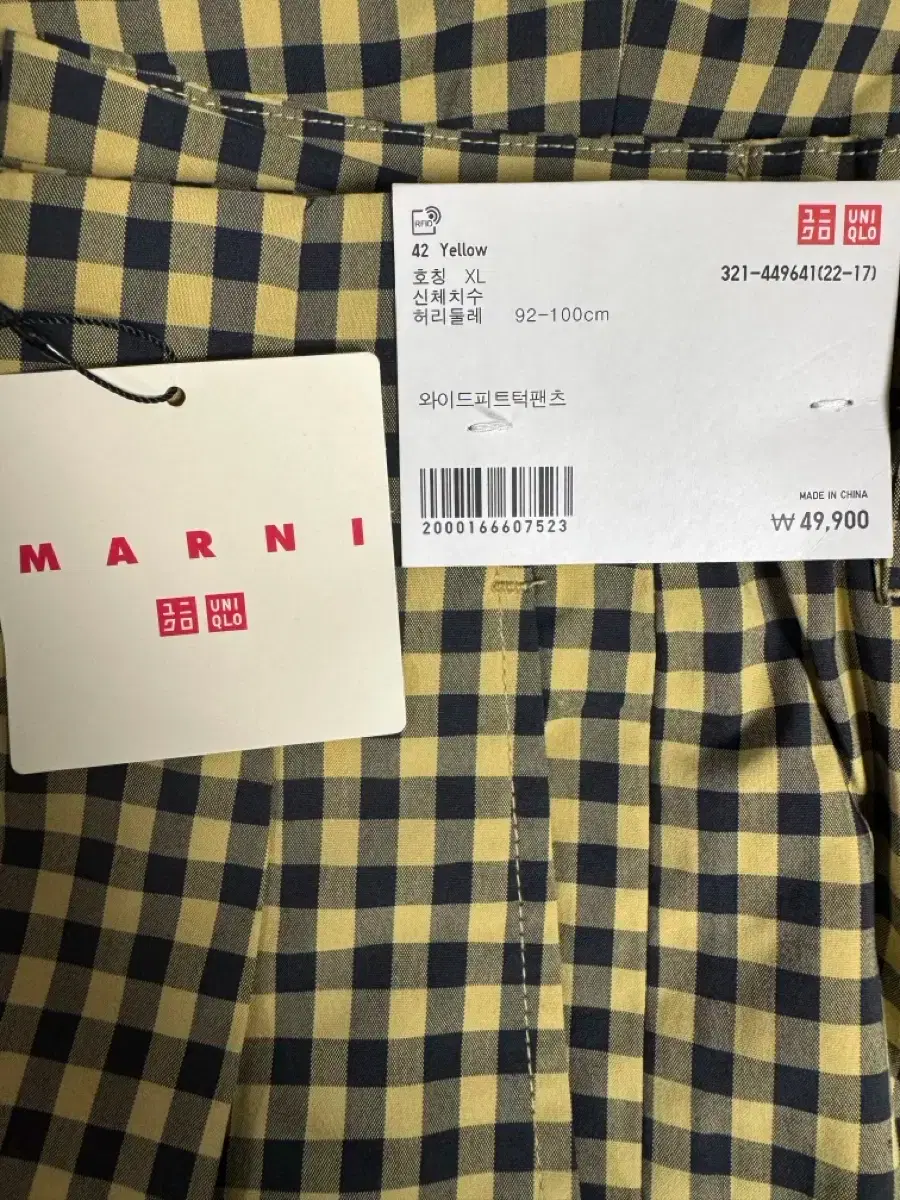 RFID
ユニ
クロ
UNI
QLO
42 Yellow
호칭 XL
321-449641(22-17)
신체치수
허리둘레 92-100cm
와이드피트턱팬츠
2000166607523
MADE IN CHINA
₩ 49,900
MARNI
ユニ
クロ
UNI
QLO